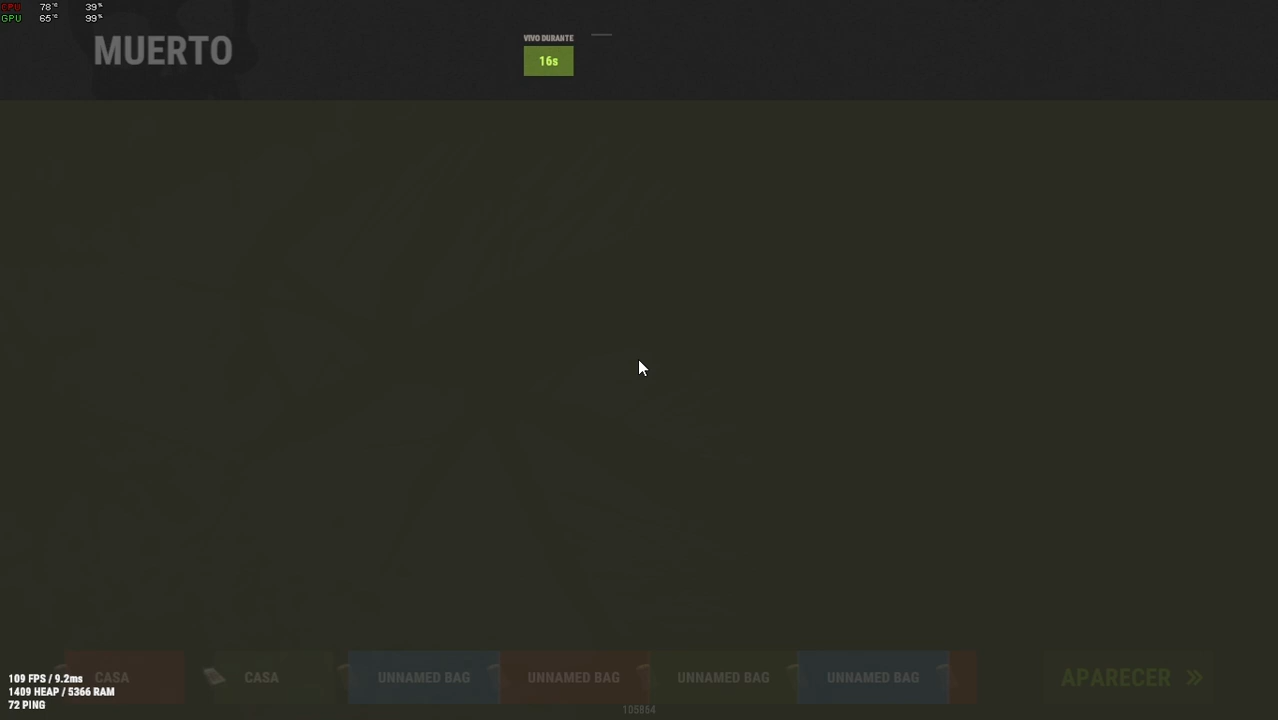 CPU 78°C 39%
GPU 65°C 99%
MUERTO
VIVO DURANTE
16s
CASA
CASA
UNNAMED BAG
UNNAMED BAG
UNNAMED BAG
UNNAMED BAG
APARECER
109 FPS / 9.2ms
1409 HEAP / 5366 RAM
72 PING
105864